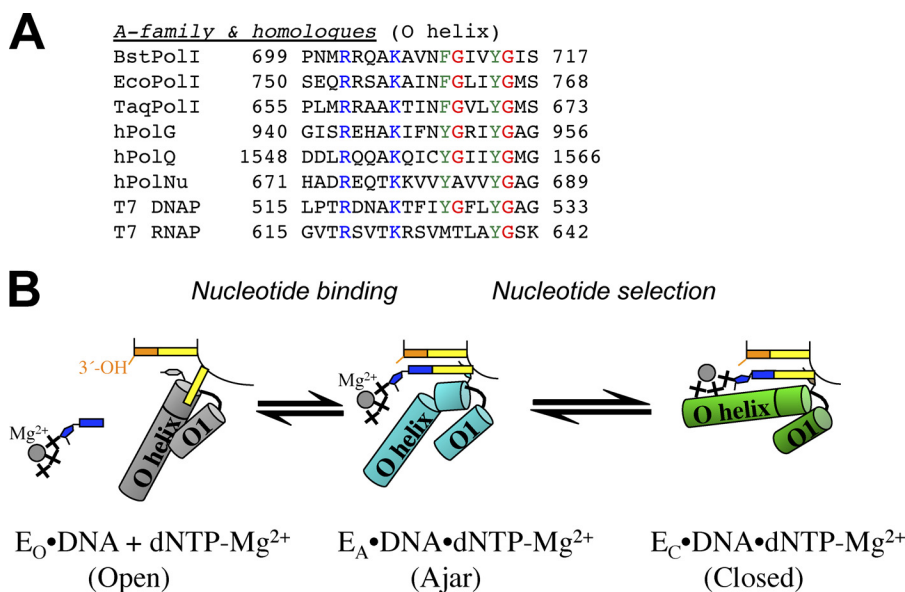 A
A-family & homologues (O helix)
BstPolI 699 PNMRRQAKAVNFGIVYGIS 717
EcoPolI 750 SEQRRSAKAINFGLIYGMS 768
TaqPolI 655 PLMRRAAKTINFGVLYGMS 673
hPolG 940 GISREHAKIFNYGRIYGAG 956
hPolQ 1548 DDLRQQAKQICYGIIYGMG 1566
hPolNu 671 HADREQTKKVVYAVVYGAG 689
T7 DNAP 515 LPTRDNAKTFIYGFLYGAG 533
T7 RNAP 615 GVTRSVTKRSVMTLAYGSK 642
B
Nucleotide binding Nucleotide selection
3´-OH
Mg2+
O helix
O1
Mg2+
O helix
O1
O helix
O1
EO•DNA + dNTP-Mg2+ EA•DNA•dNTP-Mg2+ EC•DNA•dNTP-Mg2+
(Open) (Ajar) (Closed)